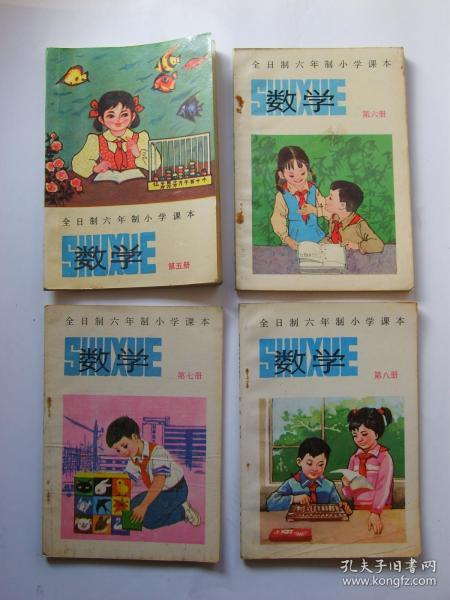 全日制六年制小学课本
SHUXUE
数学
第五册
全日制六年制小学课本
SHUXUE
数学
第六册
全日制六年制小学课本
SHUXUE
数学
第七册
全日制六年制小学课本
SHUXUE
数学
第八册
孔夫子旧书网
www.kongfz.com